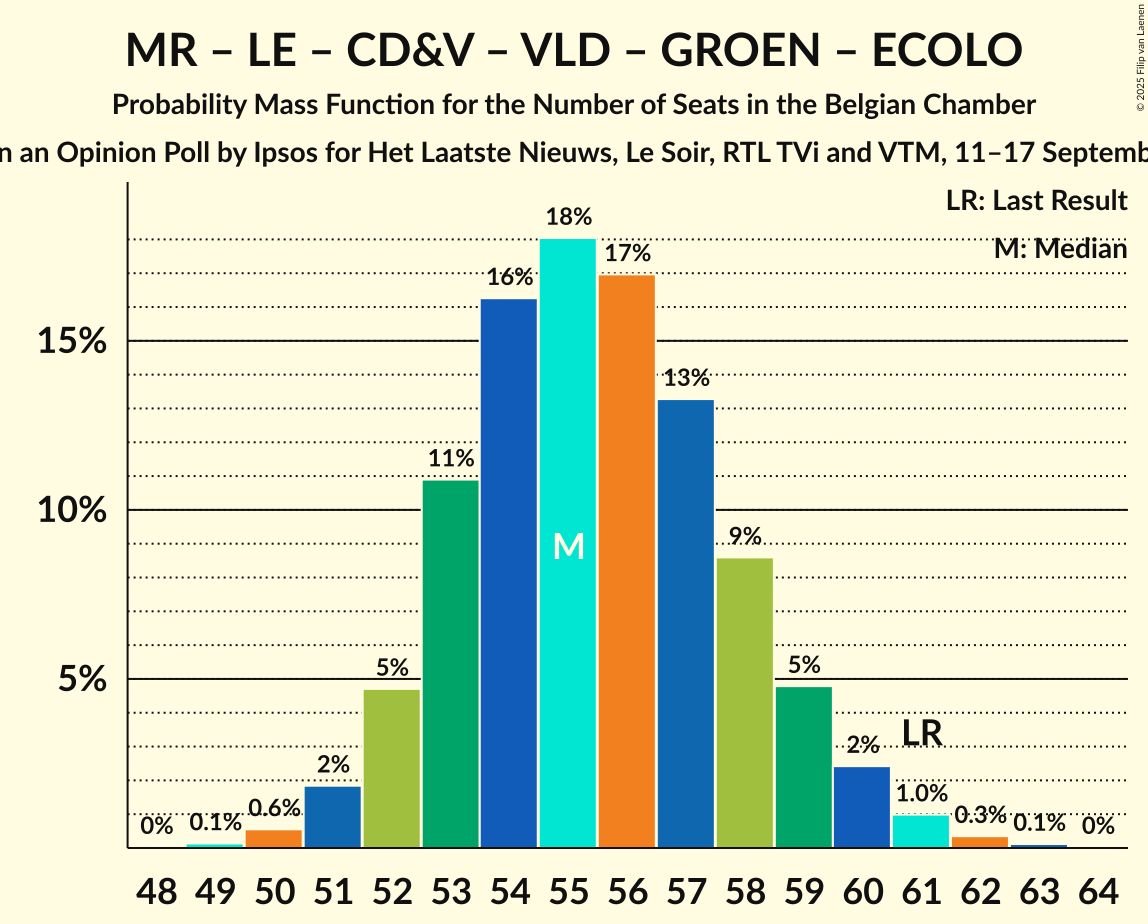 MR – LE – CD&V – VLD – GROEN – ECOLO
Probability Mass Function for the Number of Seats in the Belgian Chamber
an Opinion Poll by Ipsos for Het Laatste Nieuws, Le Soir, RTL TVi and VTM, 11–17
© 2025 Filip van Laenen
LR: Last Result
M: Median
15%
10%
5%
0%
0.1%
0.6%
2%
5%
11%
16%
18%
17%
13%
9%
5%
2%
1.0%
0.3%
0.1%
0%
M
LR
48 49 50 51 52 53 54 55 56 57 58 59 60 61 62 63 64